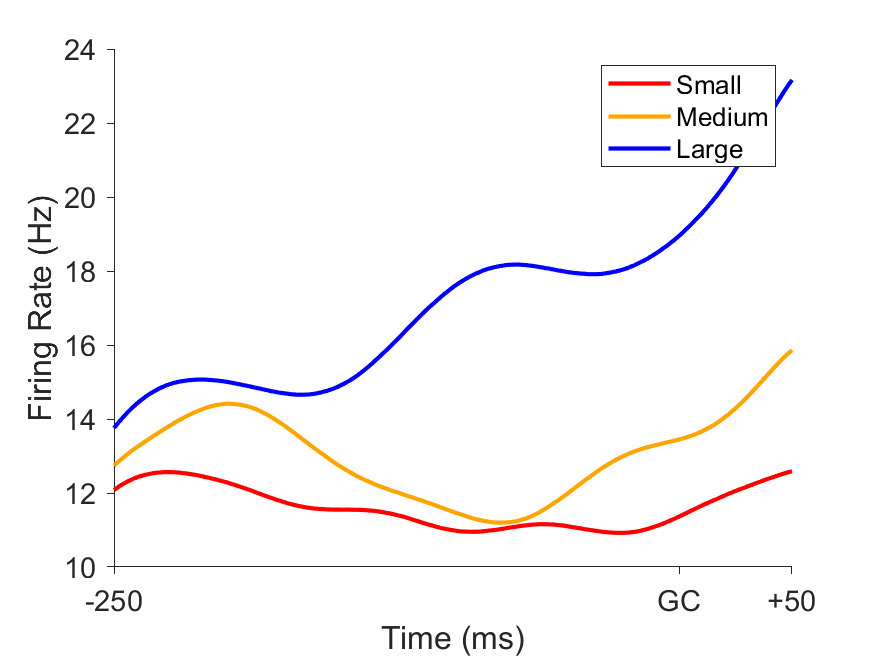 24
22
20
18
16
14
12
10
Firing Rate (Hz)
Small
Medium
Large
-250
GC
+50
Time (ms)